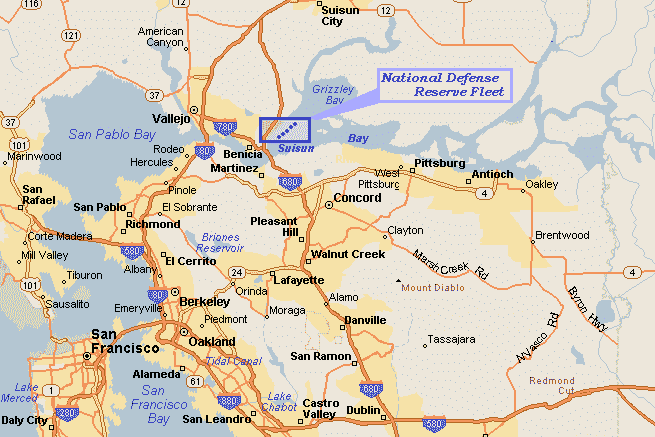 116
121
Suisun
City
12
12
American
Canyon
National Defense
Reserve Fleet
Grizzley
Bay
37
37
Vallejo
780
San Pablo Bay
Bay
Suisun
101
Marinwood
Rodeo
80
Benicia
Hercules
Martinez
West
Pittsburg
Pittsburg
Antioch
680
Pinole
4
Oakley
San
Rafael
San Pablo
El Sobrante
Concord
Richmond
Pleasant
Hill
Clayton
Brentwood
Corte Madera
Briones
Reservoir
580
Mill Valley
El Cerrito
Walnut Creek
Marsh Creek Rd
Albany
24
4
Tiburon
Lafayette
Mount Diablo
101
Orinda
80
Sausalito
Berkeley
Alamo
Byron Hwy
Emeryville
Piedmont
Moraga
Danville
San
Francisco
Oakland
Tassajara
Vasco Rd
Tidal Canal
San Ramon
Alameda
61
Redmond
Cut
Lake
Merced
1
San
Francisco
Bay
680
Lake
Chabot
880
Castro
Valley
280
Daly City
San Leandro
Dublin
580